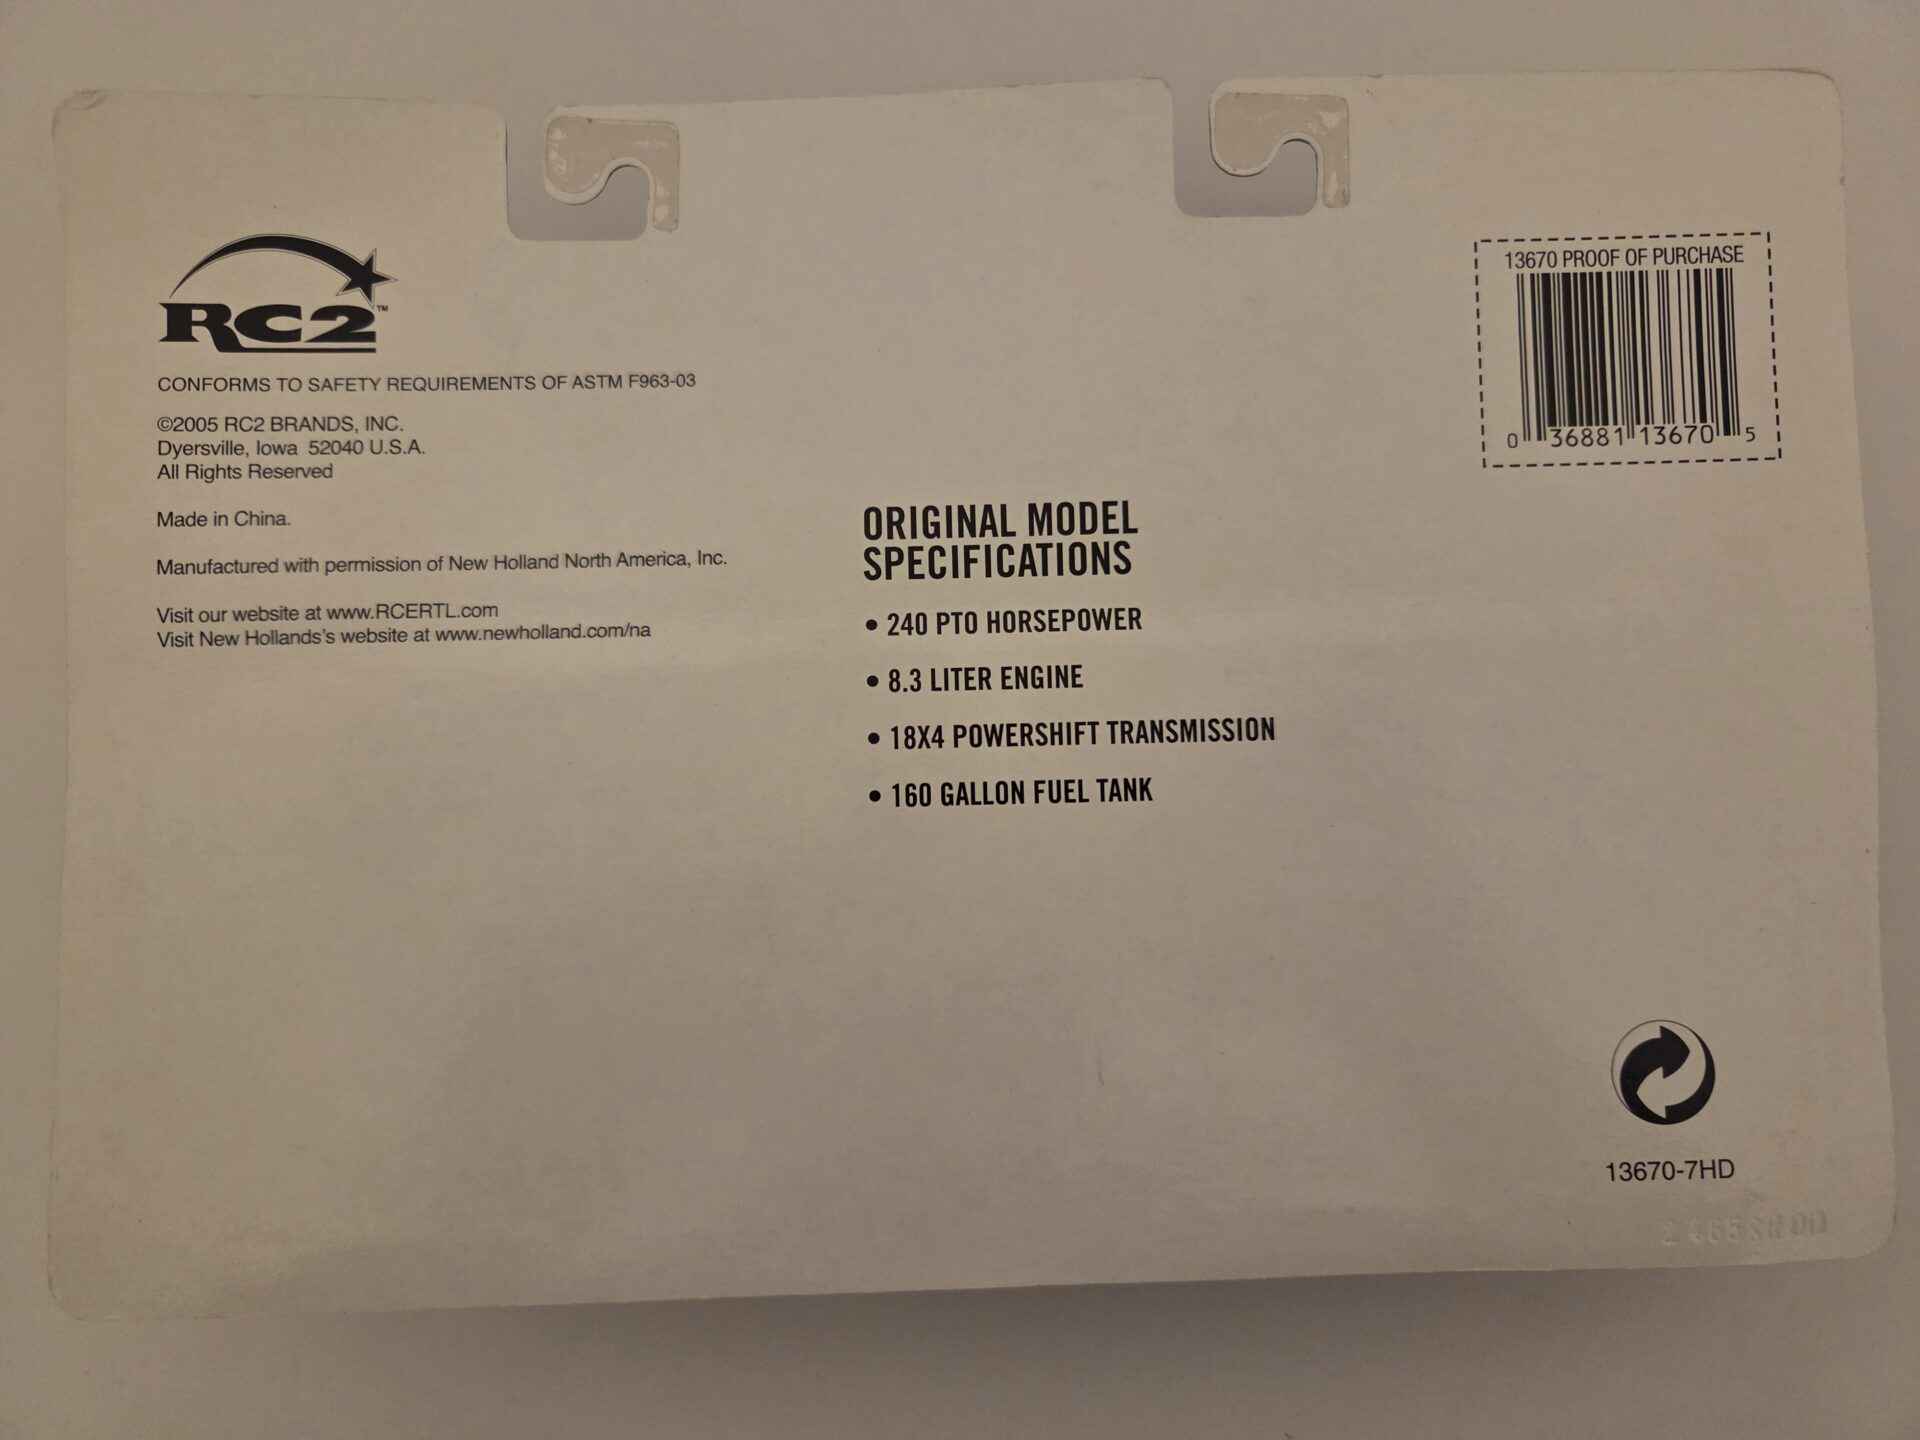 RC2™
CONFORMS TO SAFETY REQUIREMENTS OF ASTM F963-03
©2005 RC2 BRANDS, INC.
Dyersville, Iowa 52040 U.S.A.
All Rights Reserved
Made in China.
Manufactured with permission of New Holland North America, Inc.
Visit our website at www.RCERTL.com
Visit New Hollands's website at www.newholland.com/na
ORIGINAL MODEL
SPECIFICATIONS
• 240 PTO HORSEPOWER
• 8.3 LITER ENGINE
• 18X4 POWERSHIFT TRANSMISSION
• 160 GALLON FUEL TANK
13670 PROOF OF PURCHASE
0 36881 13670 5
13670-7HD